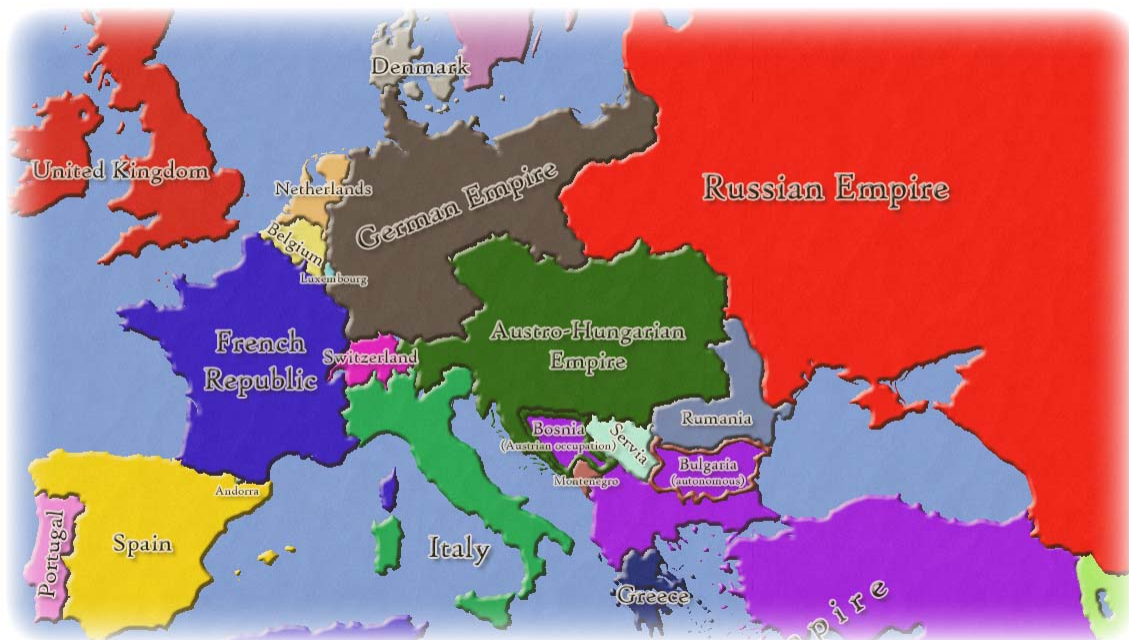 Denmark
United Kingdom
Netherlands
German Empire
Russian Empire
Belgium
Luxembourg
French
Republic
Switzerland
Austro-Hungarian
Empire
Rumania
Bosnia
(Austrian occupation)
Servia
Bulgaria
(autonomous)
Montenegro
Andorra
Portugal
Spain
Italy
Greece
pire